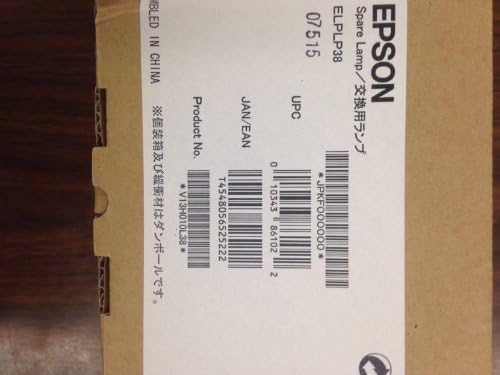 EPSON
Spare Lamp/交換用ランプ
ELPLP38
07515
*JPKF000000*
UPC
0 10343 86102 2
JAN/EAN
T4548056525222
Product No.
*V13H010L38*
※個装箱及び緩衝材はダンボールです。
MBLED IN CHINA